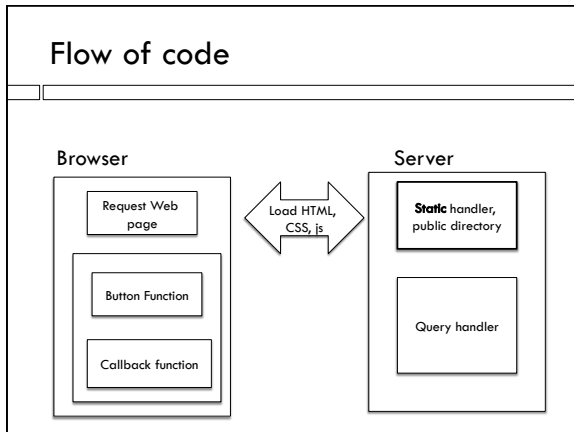 Flow of code
Browser
Server
Request Web
page
Load HTML,
CSS, js
Static handler,
public directory
Button Function
Query handler
Callback function